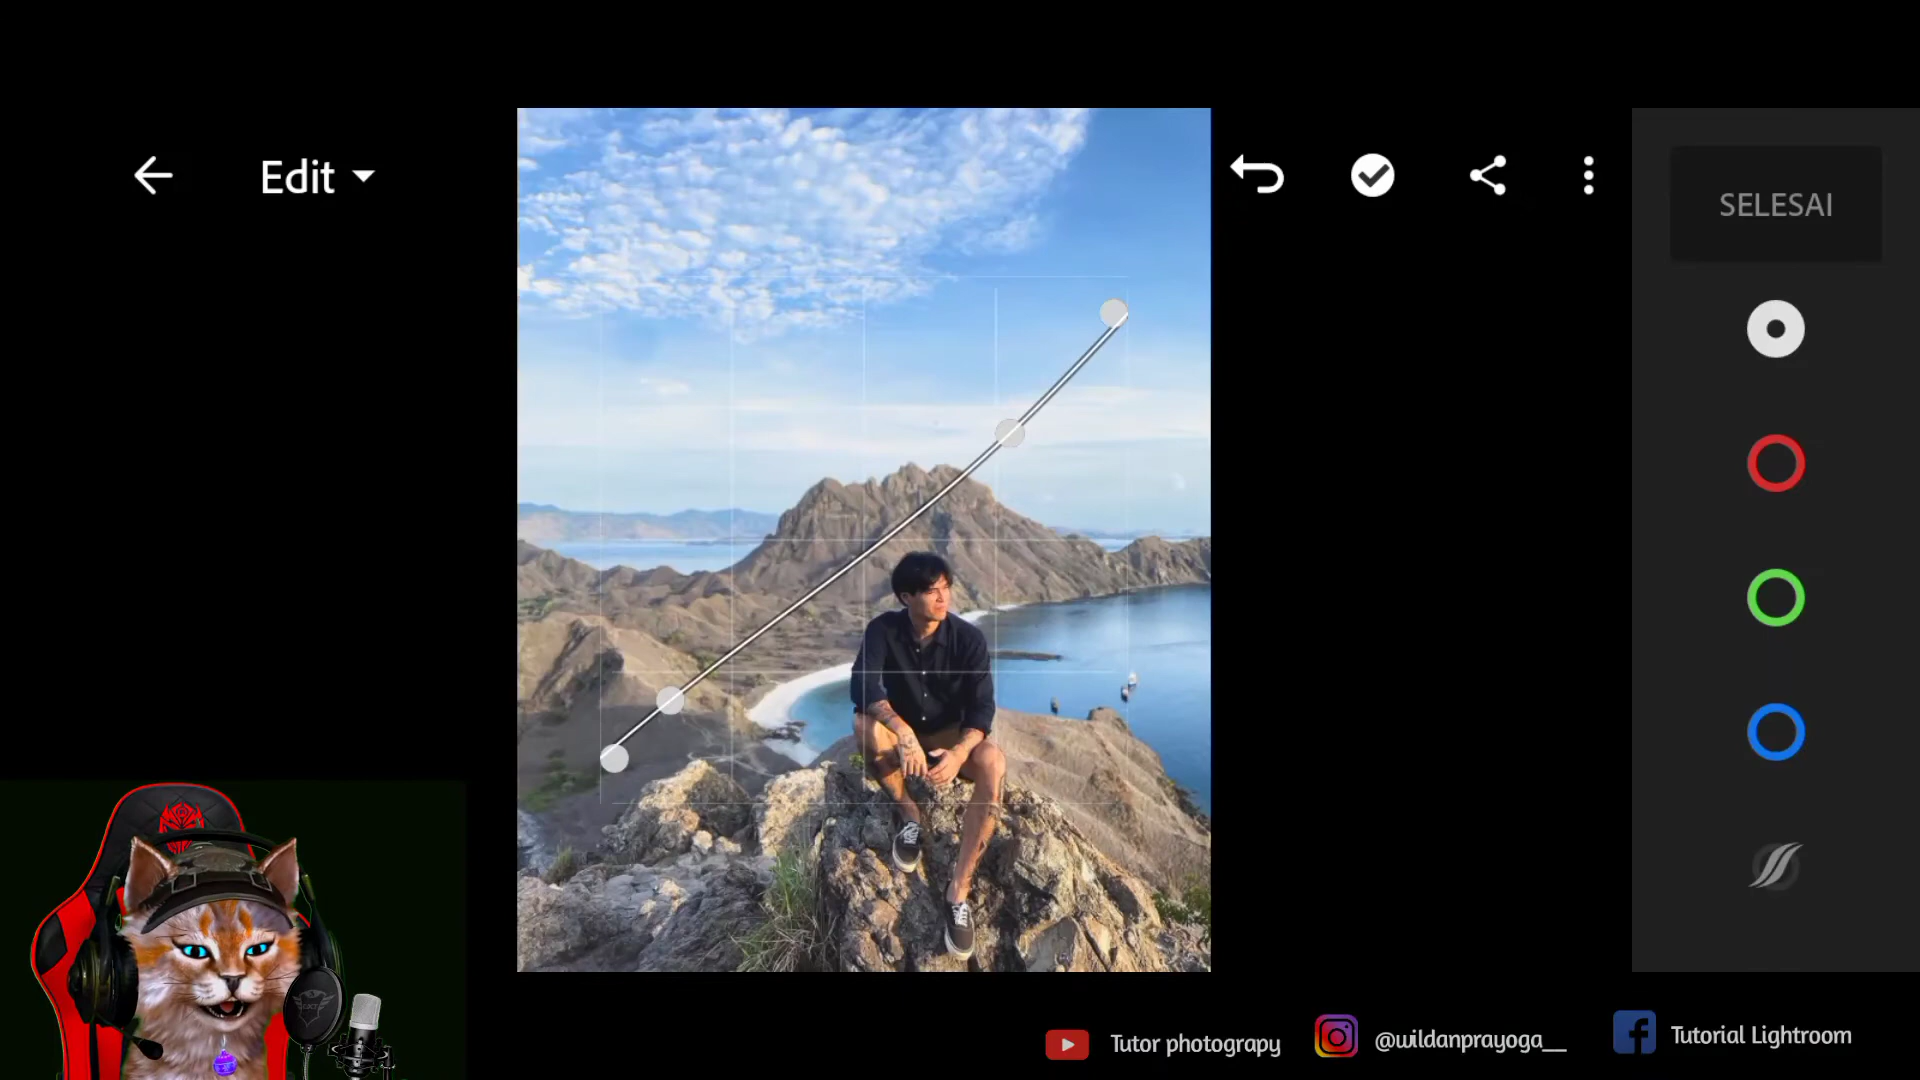 Edit
SELESAI
Tutor photograpy
@wildanprayoga__
Tutorial Lightroom